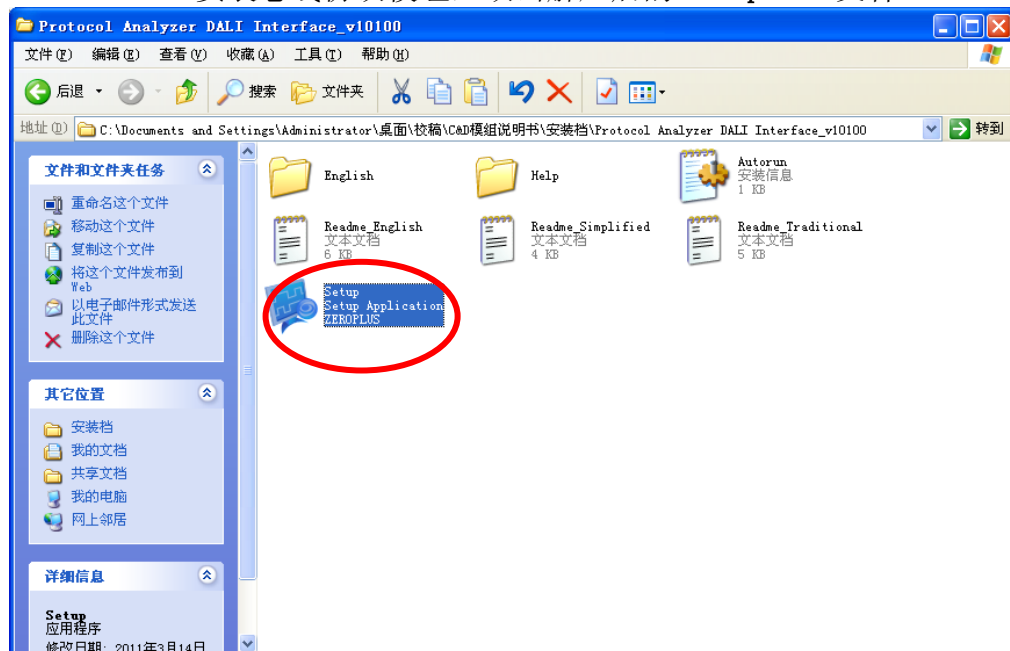 Protocol Analyzer DALI Interface_v10100
文件(F) 编辑(E) 查看(V) 收藏(A) 工具(T) 帮助(H)
后退 搜索 文件夹
地址(D) C:\Documents and Settings\Administrator\桌面\校稿\C&D模组说明书\安装档\Protocol Analyzer DALI Interface_v10100 转到
文件和文件夹任务
重命名这个文件
移动这个文件
复制这个文件
将这个文件发布到
Web
以电子邮件形式发送
此文件
删除这个文件
其它位置
安装档
我的文档
共享文档
我的电脑
网上邻居
详细信息
Setup
应用程序
修改日期: 2011年3月14日
English
Help
Autorun
安装信息
1 KB
Readme_English
文本文档
6 KB
Readme_Simplified
文本文档
4 KB
Readme_Traditional
文本文档
5 KB
Setup
Setup Application
ZEROPLUS